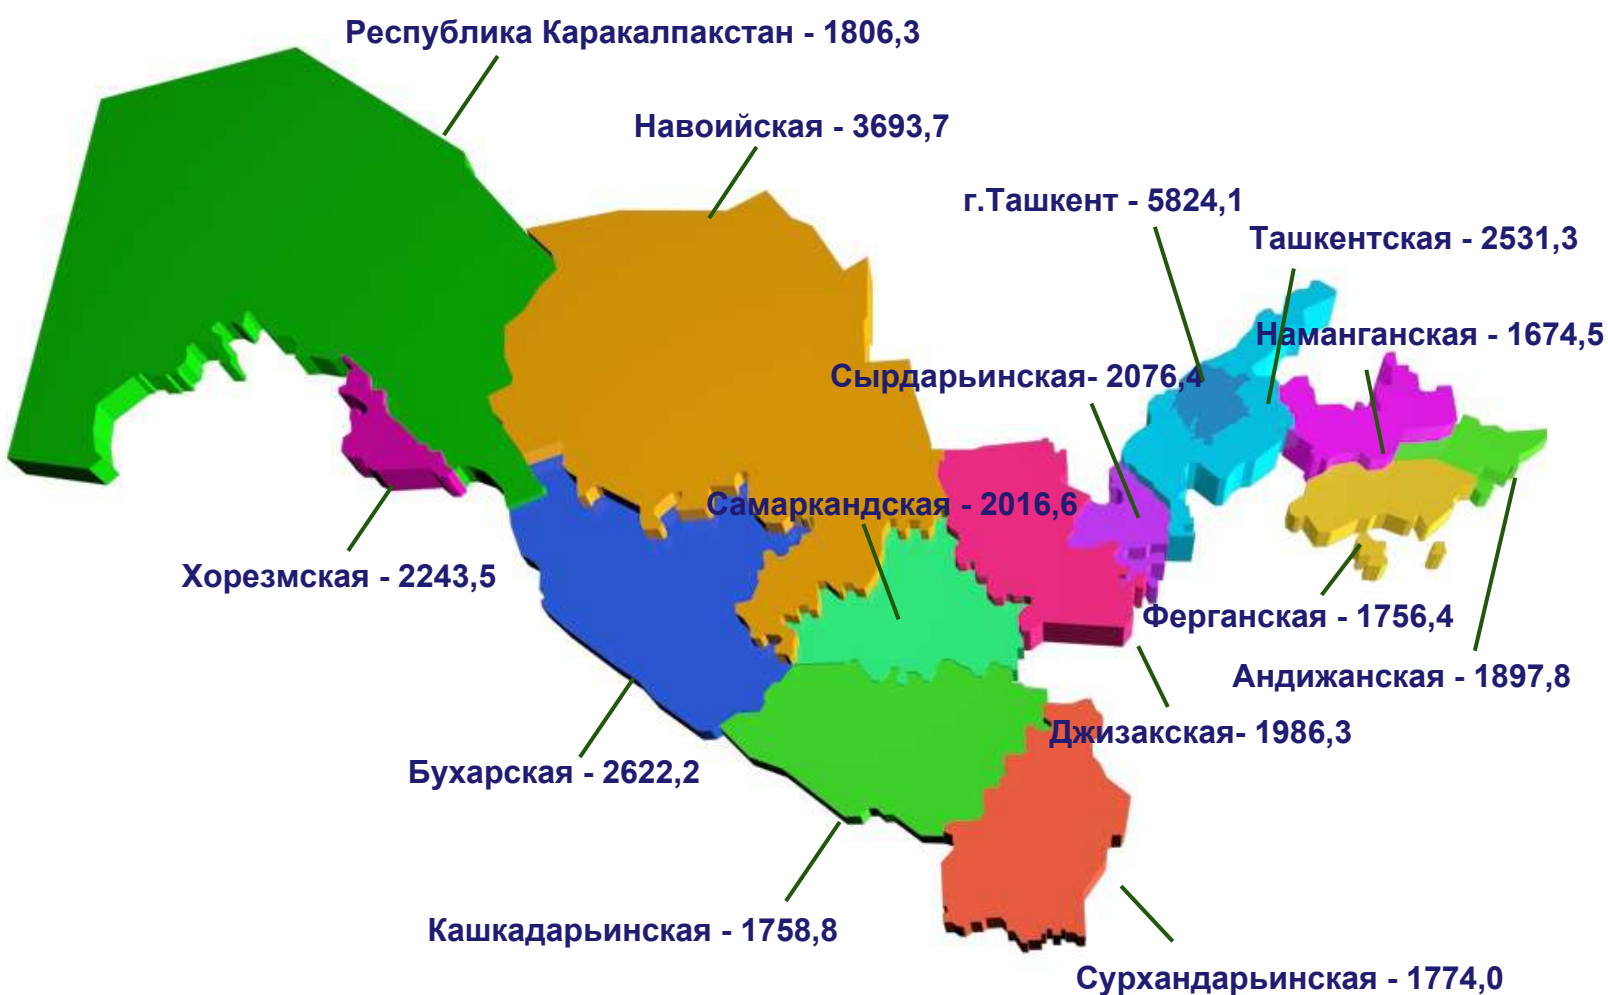 Республика Каракалпакстан - 1806,3
Навоийская - 3693,7
г.Ташкент - 5824,1
Ташкентская - 2531,3
Наманганская - 1674,5
Сырдарьинская- 2076,4
Самаркандская - 2016,6
Хорезмская - 2243,5
Ферганская - 1756,4
Андижанская - 1897,8
Джизакская- 1986,3
Бухарская - 2622,2
Кашкадарьинская - 1758,8
Сурхандарьинская - 1774,0